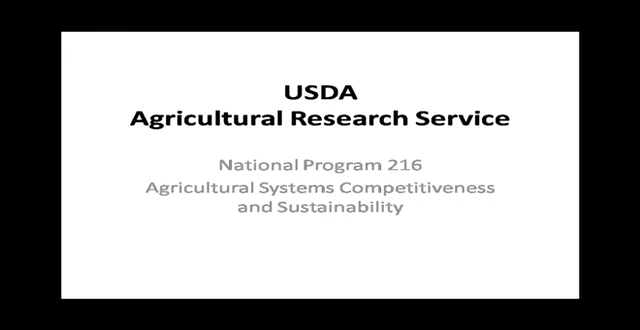 USDA
Agricultural Research Service
National Program 216
Agricultural Systems Competitiveness
and Sustainability